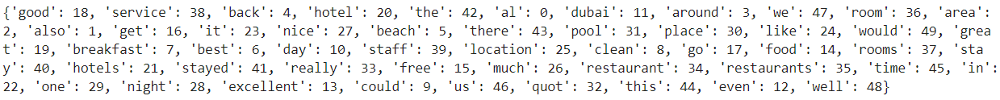 {'good': 18, 'service': 38, 'back': 4, 'hotel': 20, 'the': 42, 'al': 0, 'dubai': 11, 'around': 3, 'we': 47, 'room': 36, 'area':
2, 'also': 1, 'get': 16, 'it': 23, 'nice': 27, 'beach': 5, 'there': 43, 'pool': 31, 'place': 30, 'like': 24, 'would': 49, 'grea
t': 19, 'breakfast': 7, 'best': 6, 'day': 10, 'staff': 39, 'location': 25, 'clean': 8, 'go': 17, 'food': 14, 'rooms': 37, 'sta
y': 40, 'hotels': 21, 'stayed': 41, 'really': 33, 'free': 15, 'much': 26, 'restaurant': 34, 'restaurants': 35, 'time': 45, 'in':
22, 'one': 29, 'night': 28, 'excellent': 13, 'could': 9, 'us': 46, 'quot': 32, 'this': 44, 'even': 12, 'well': 48}